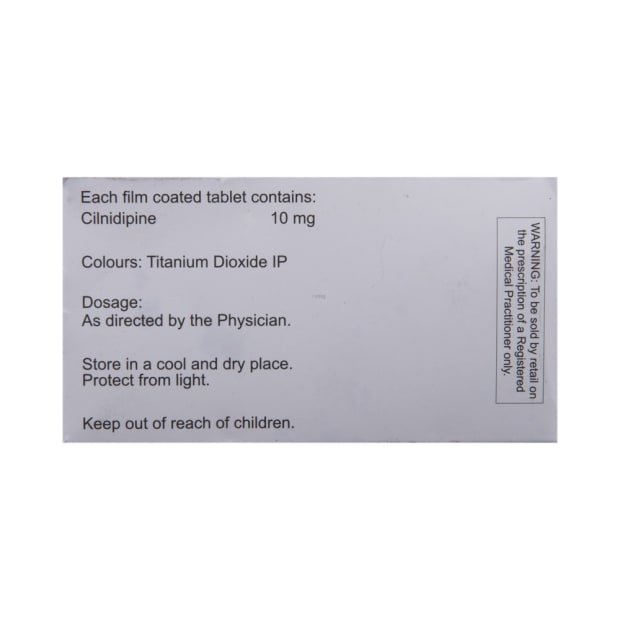 Each film coated tablet contains:
Cilnidipine 10 mg
Colours: Titanium Dioxide IP
Dosage:
As directed by the Physician.
Store in a cool and dry place.
Protect from light.
Keep out of reach of children.
WARNING: To be sold by retail on
the prescription of a Registered
Medical Practitioner only.